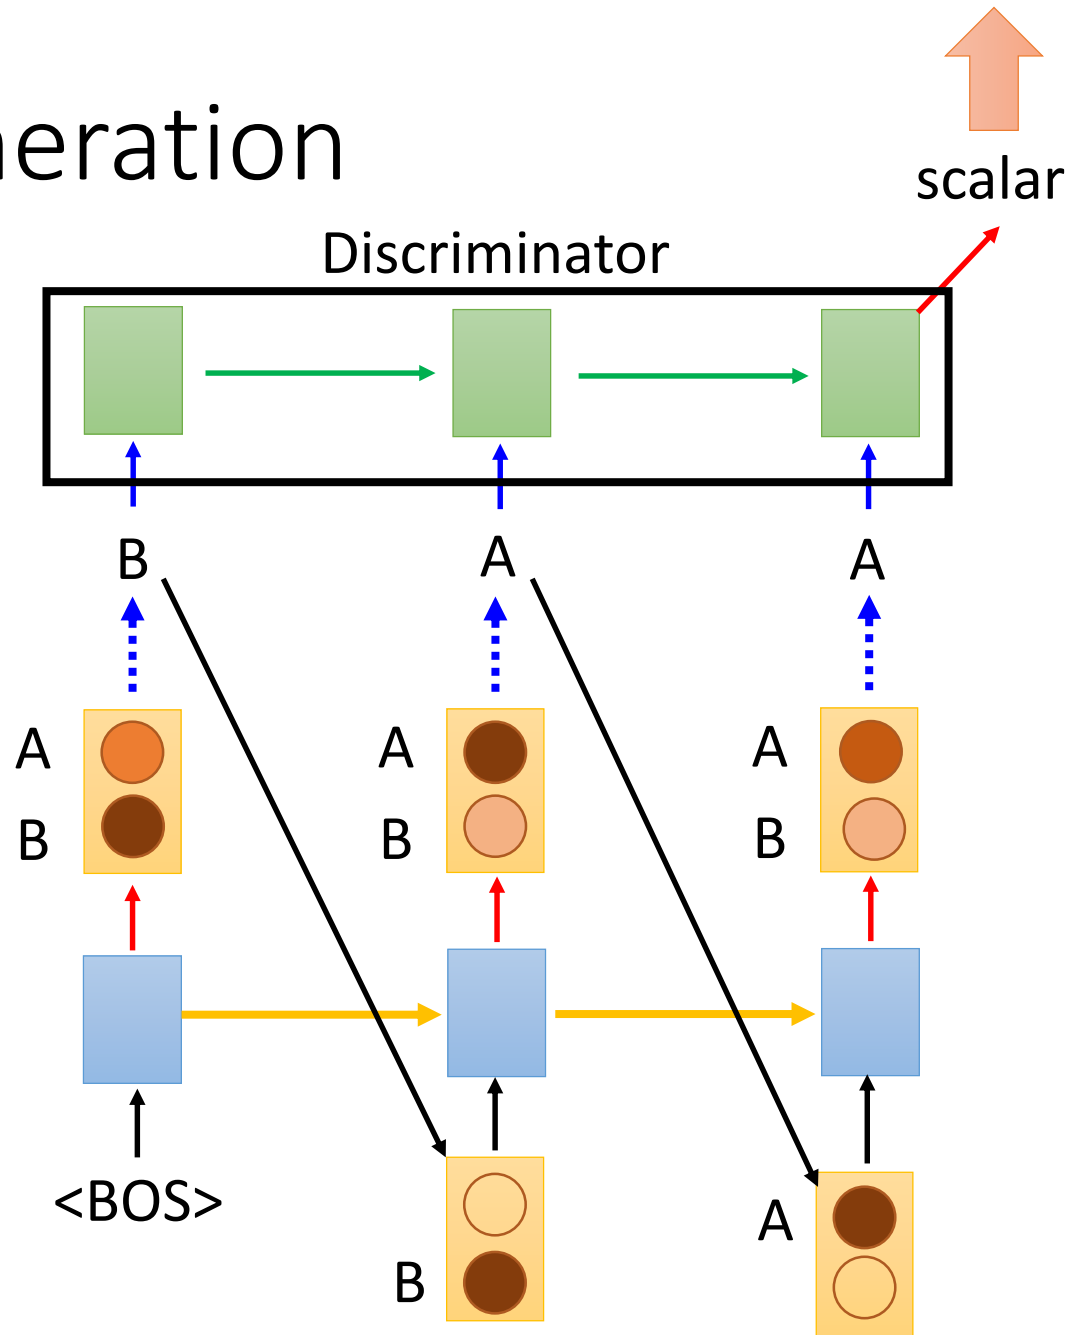 neration
scalar
Discriminator
B A A
A A A
B B B
<BOS>
A
B